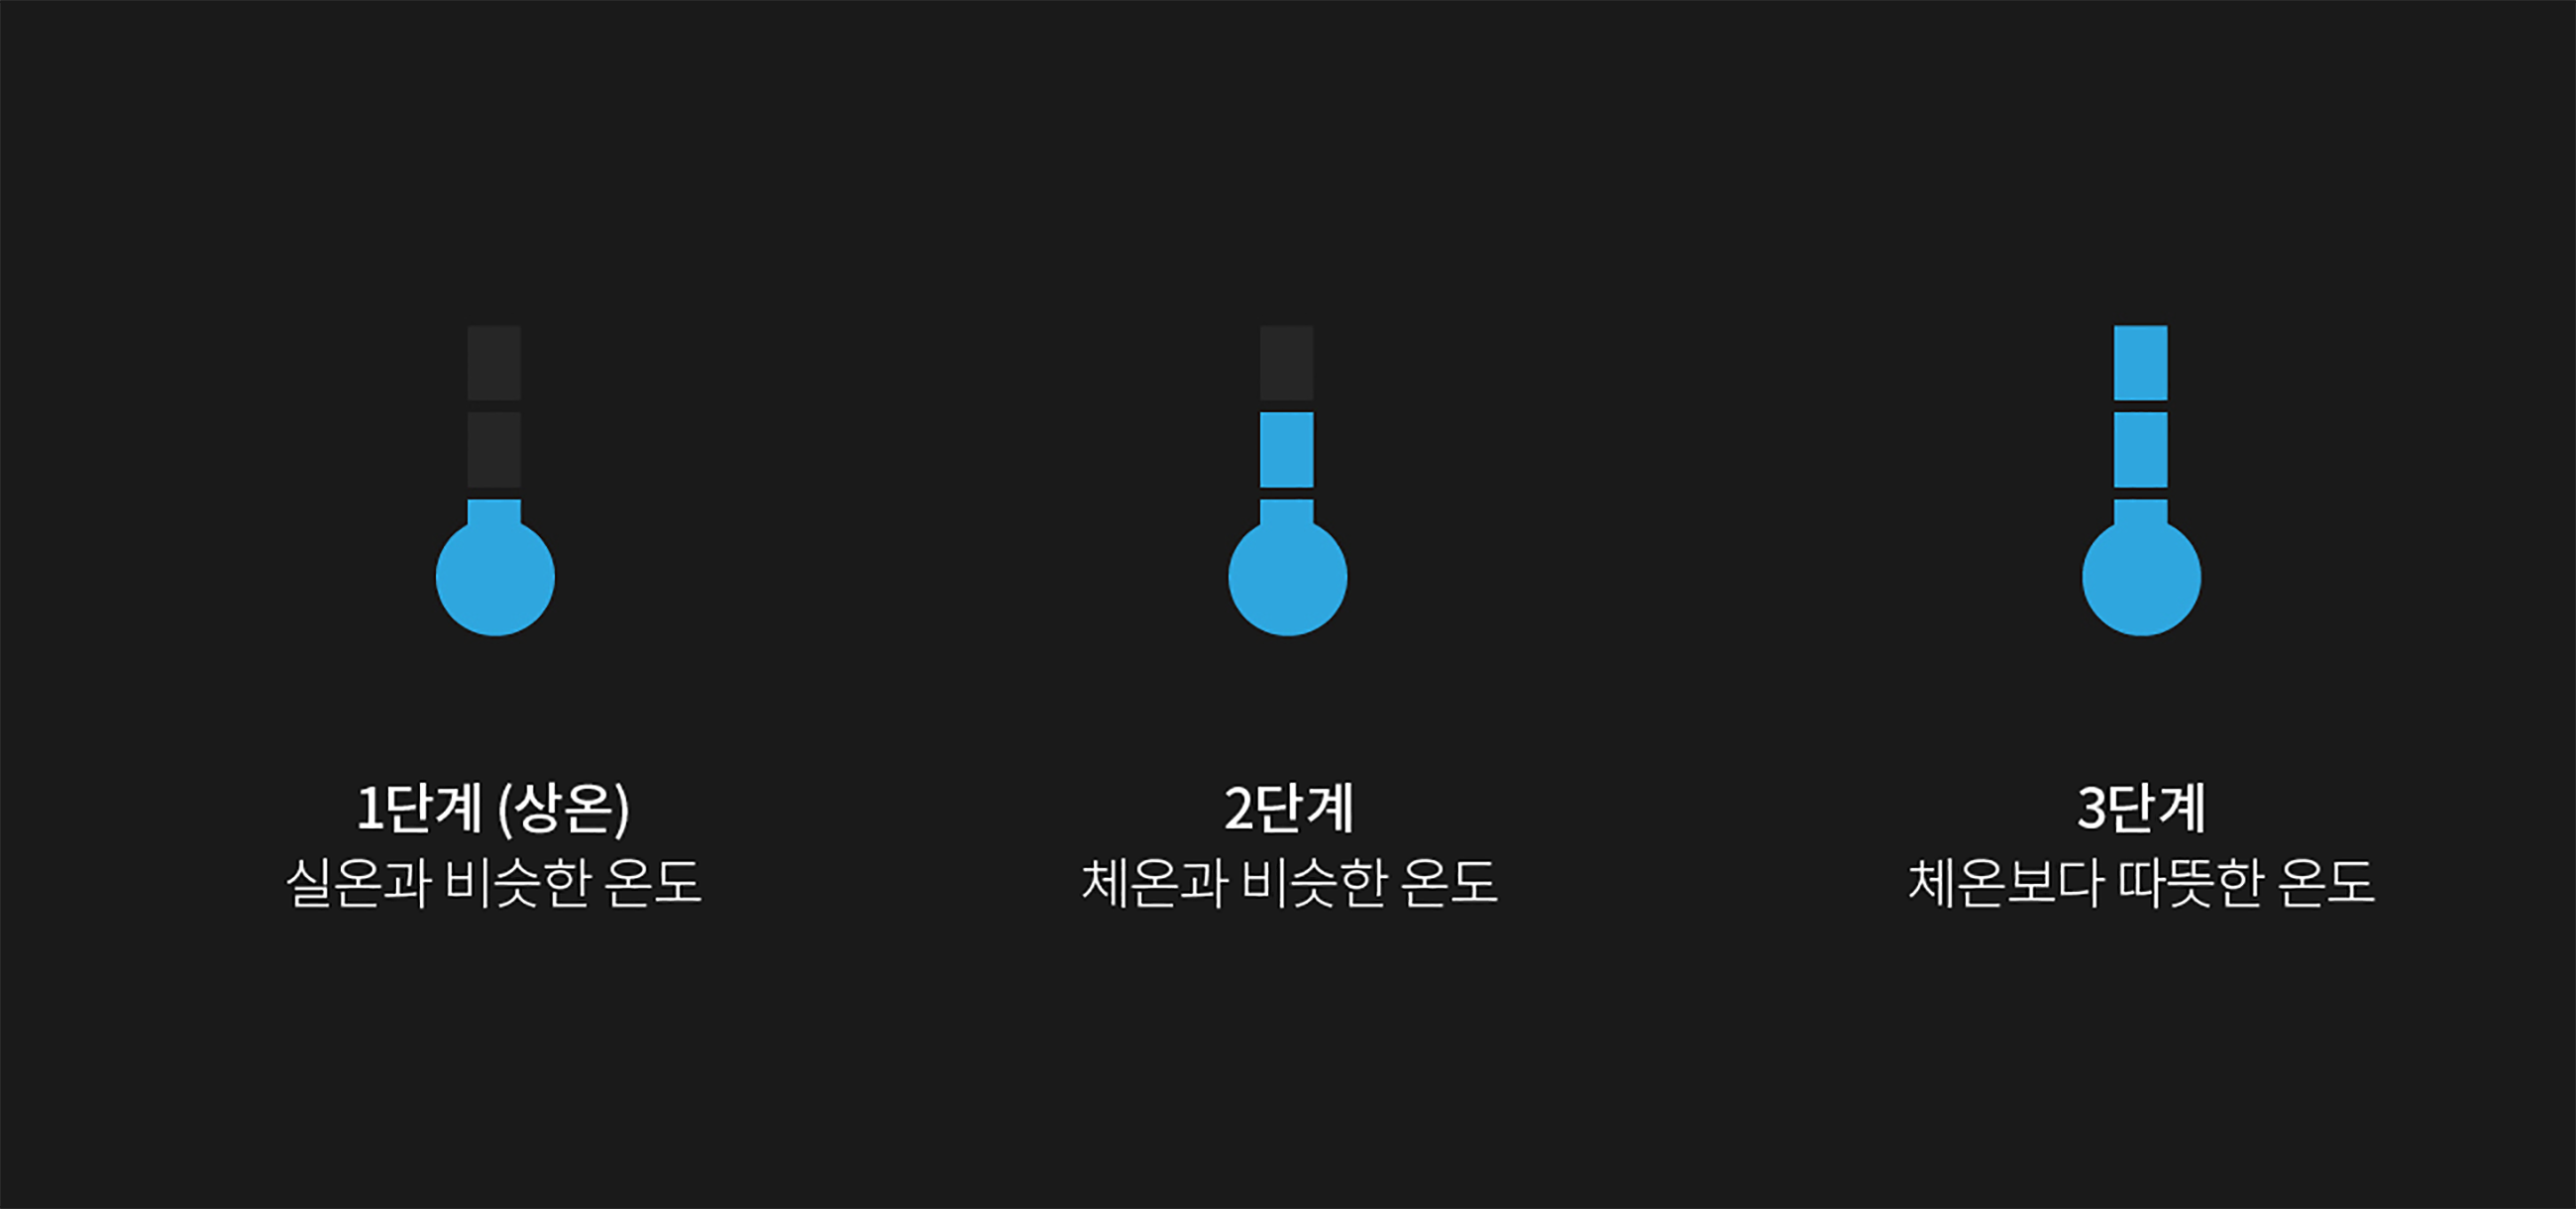 1단계 (상온)
실온과 비슷한 온도
2단계
체온과 비슷한 온도
3단계
체온보다 따뜻한 온도